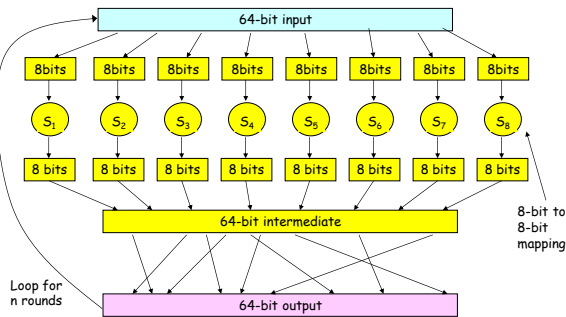 64-bit input
8bits 8bits 8bits 8bits 8bits 8bits 8bits 8bits
S1 S2 S3 S4 S5 S6 S7 S8
8 bits 8 bits 8 bits 8 bits 8 bits 8 bits 8 bits 8 bits
64-bit intermediate
8-bit to
8-bit
mapping
Loop for
n rounds
64-bit output